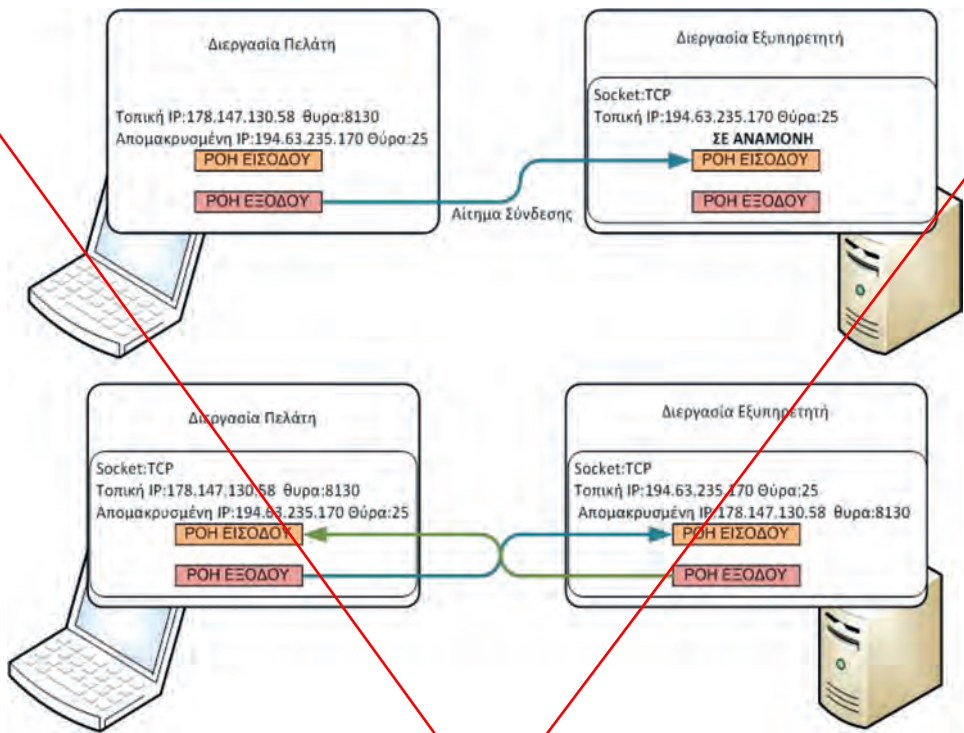 Διεργασία Πελάτη
Τοπική IP:178.147.130.58 θυρα:8130
Απομακρυσμένη IP:194.63.235.170 Θύρα:25
ΡΟΗ ΕΙΣΟΔΟΥ
ΡΟΗ ΕΞΟΔΟΥ
Αίτημα Σύνδεσης
Διεργασία Εξυπηρετητή
Socket:TCP
Τοπική IP:194.63.235.170 Θύρα:25
ΣΕ ΑΝΑΜΟΝΗ
ΡΟΗ ΕΙΣΟΔΟΥ
ΡΟΗ ΕΞΟΔΟΥ
Διεργασία Πελάτη
Socket:TCP
Τοπική IP:178.147.130.58 θυρα:8130
Απομακρυσμένη IP:194.63.235.170 Θύρα:25
ΡΟΗ ΕΙΣΟΔΟΥ
ΡΟΗ ΕΞΟΔΟΥ
Διεργασία Εξυπηρετητή
Socket:TCP
Τοπική IP:194.63.235.170 Θύρα:25
Απομακρυσμένη IP:178.147.130.58 θυρα:8130
ΡΟΗ ΕΙΣΟΔΟΥ
ΡΟΗ ΕΞΟΔΟΥ